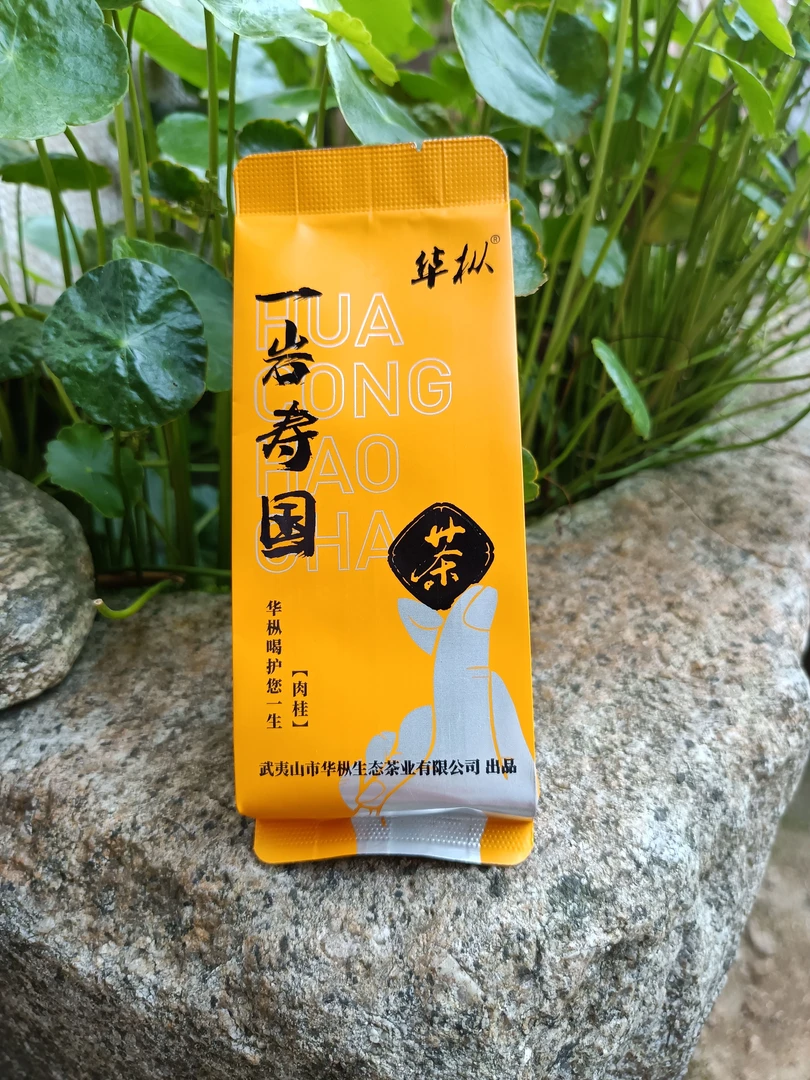 华枞®
一岩寿国
HUA
CONG
HAO
CHA
茶
华枞喝护您一生
【肉桂】
武夷山市华枞生态茶业有限公司 出品